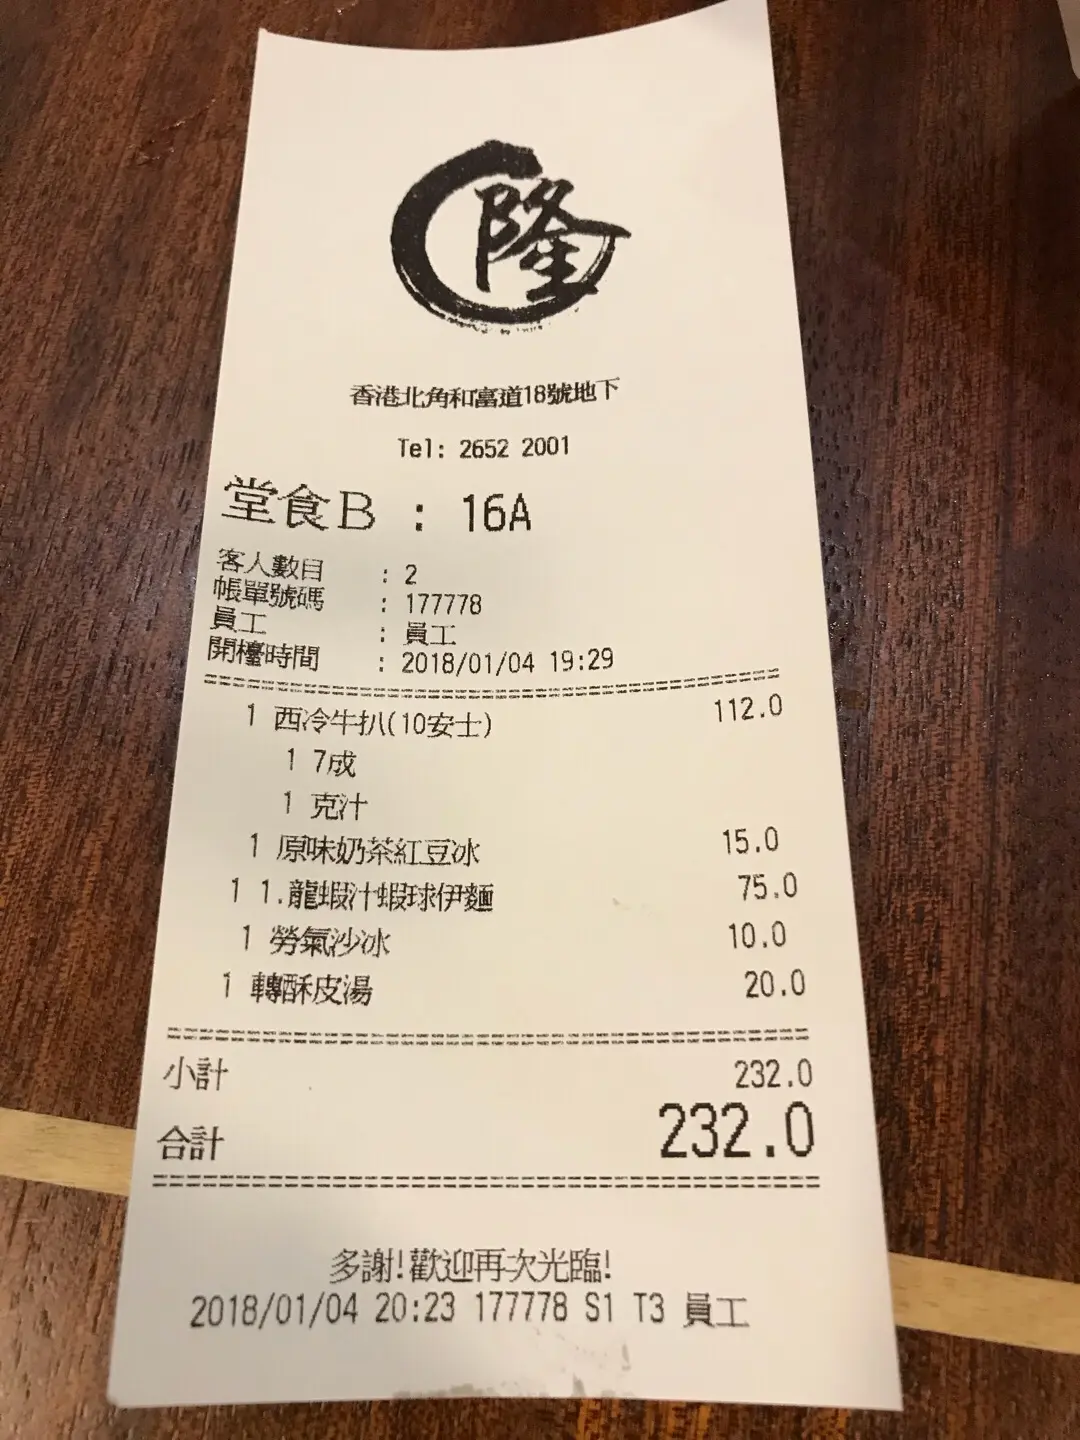 隆
香港北角和富道18號地下
Tel: 2652 2001
堂食B : 16A
客人數目 : 2
帳單號碼 : 177778
員工 : 員工
開檯時間 : 2018/01/04 19:29
1 西冷牛扒(10安士) 112.0
1 7成
1 克汁
1 原味奶茶紅豆冰 15.0
1 1.龍蝦汁蝦球伊麵 75.0
1 勞氣沙冰 10.0
1 轉酥皮湯 20.0
小計 232.0
合計 232.0
多謝!歡迎再次光臨!
2018/01/04 20:23 177778 S1 T3 員工